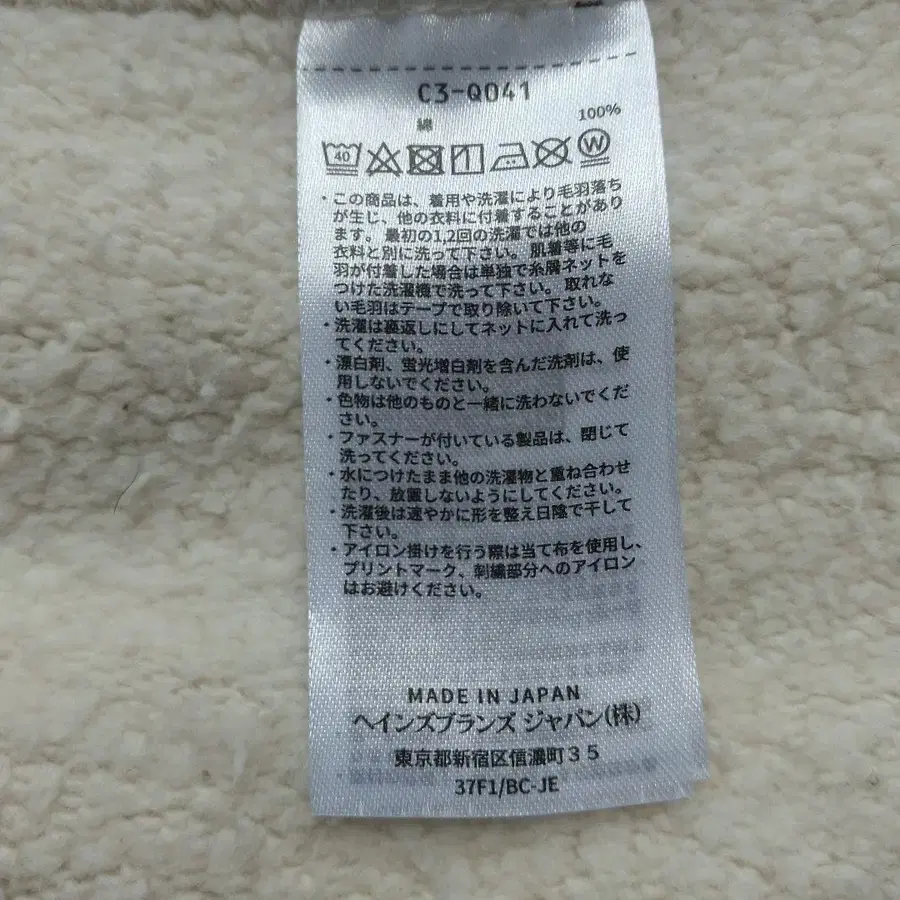 C3-Q041
綿 100%
40 W
・この商品は、着用や洗濯により毛羽落ち
が生じ、他の衣料に付着することがあり
ます。最初の1,2回の洗濯では他の
衣料と別に洗って下さい。肌着等に毛
羽が付着した場合は単独で糸屑ネットを
つけた洗濯機で洗って下さい。取れな
い毛羽はテープで取り除いて下さい。
・洗濯は裏返しにしてネットに入れて洗っ
てください。
・漂白剤、蛍光増白剤を含んだ洗剤は、使
用しないでください。
・色物は他のものと一緒に洗わないでくだ
さい。
・ファスナーが付いている製品は、閉じて
洗ってください。
・水につけたまま他の洗濯物と重ね合わせ
たり、放置しないようにしてください。
・洗濯後は速やかに形を整え日陰で干して
下さい。
・アイロン掛けを行う際は当て布を使用し、
プリントマーク、刺繍部分へのアイロン
はお避けください。
MADE IN JAPAN
ヘインズブランズ ジャパン(株)
東京都新宿区信濃町35
37F1/BC-JE